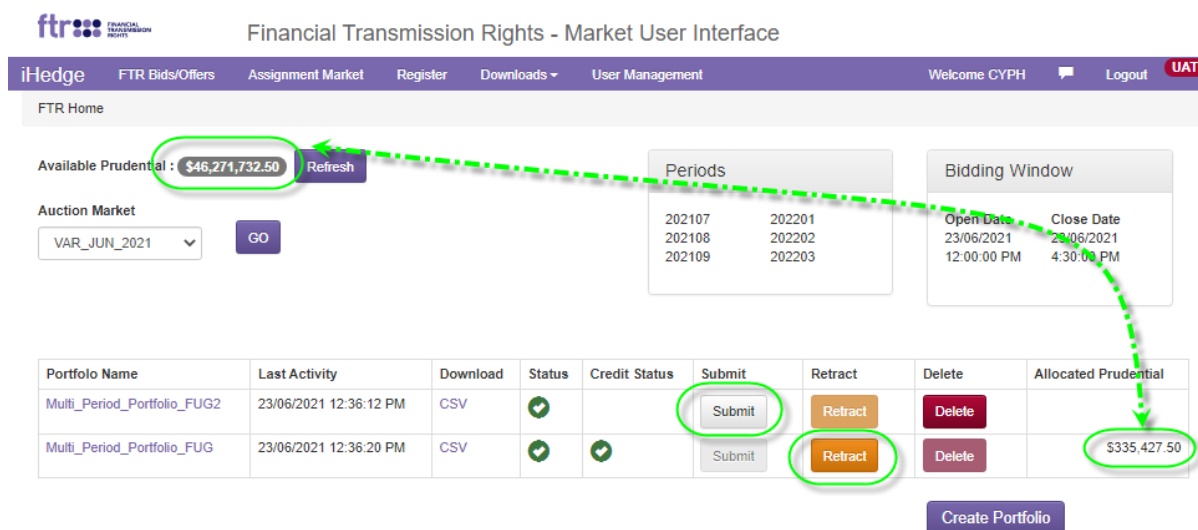 ftr FINANCIAL TRANSMISSION RIGHTS
Financial Transmission Rights - Market User Interface
iHedge FTR Bids/Offers Assignment Market Register Downloads User Management Welcome CYPH Logout UAT
FTR Home
Available Prudential : $46,271,732.50 Refresh
Auction Market
VAR_JUN_2021 GO
Periods
202107 202201
202108 202202
202109 202203
Bidding Window
Open Date Close Date
23/06/2021 23/06/2021
12:00:00 PM 4:30:00 PM
Portfolo Name Last Activity Download Status Credit Status Submit Retract Delete Allocated Prudential
Multi_Period_Portfolio_FUG2 23/06/2021 12:36:12 PM CSV Submit Retract Delete
Multi_Period_Portfolio_FUG 23/06/2021 12:36:20 PM CSV Submit Retract Delete $335,427.50
Create Portfolio